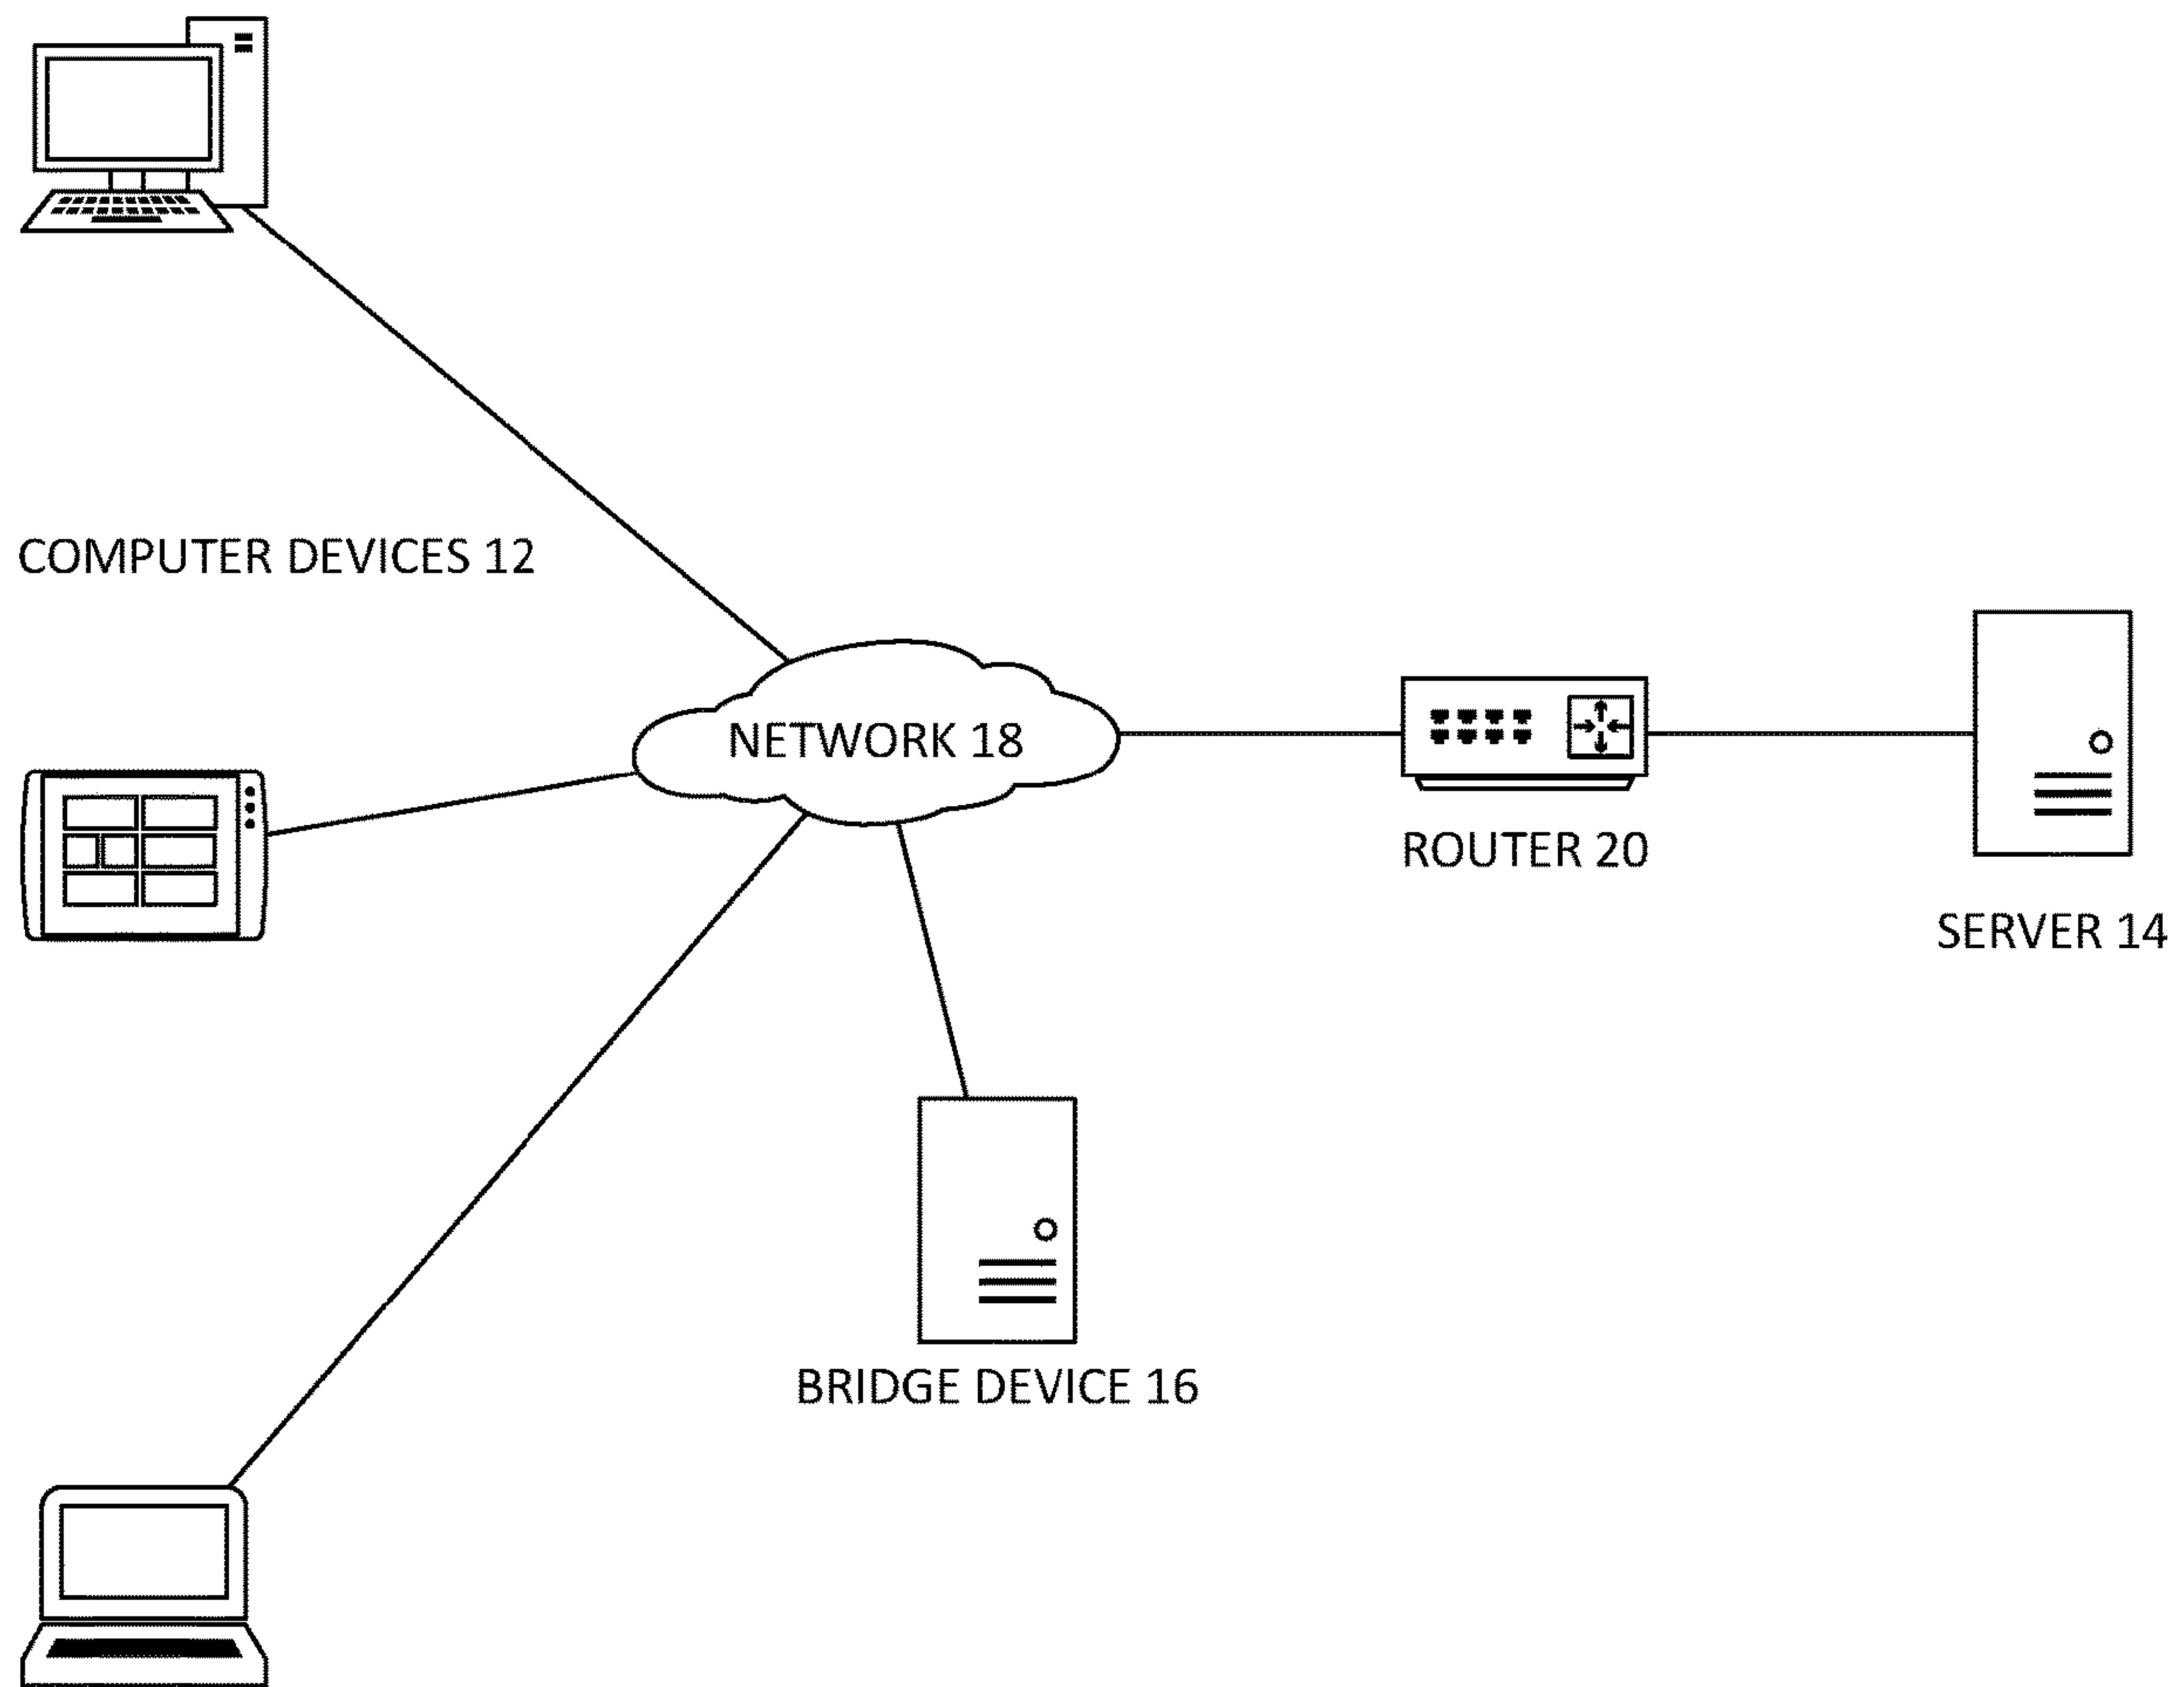 COMPUTER DEVICES 12
NETWORK 18
ROUTER 20
SERVER 14
BRIDGE DEVICE 16